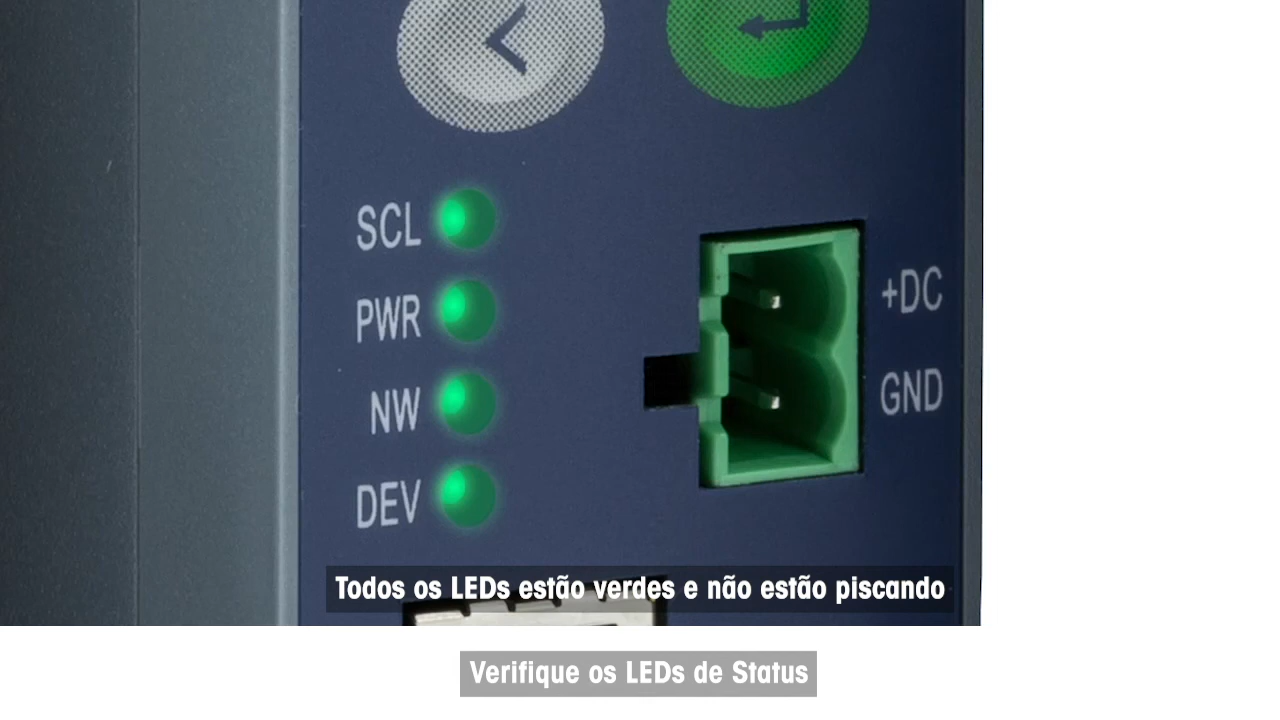 SCL
PWR
NW
DEV
+DC
GND
Todos os LEDs estão verdes e não estão piscando
Verifique os LEDs de Status